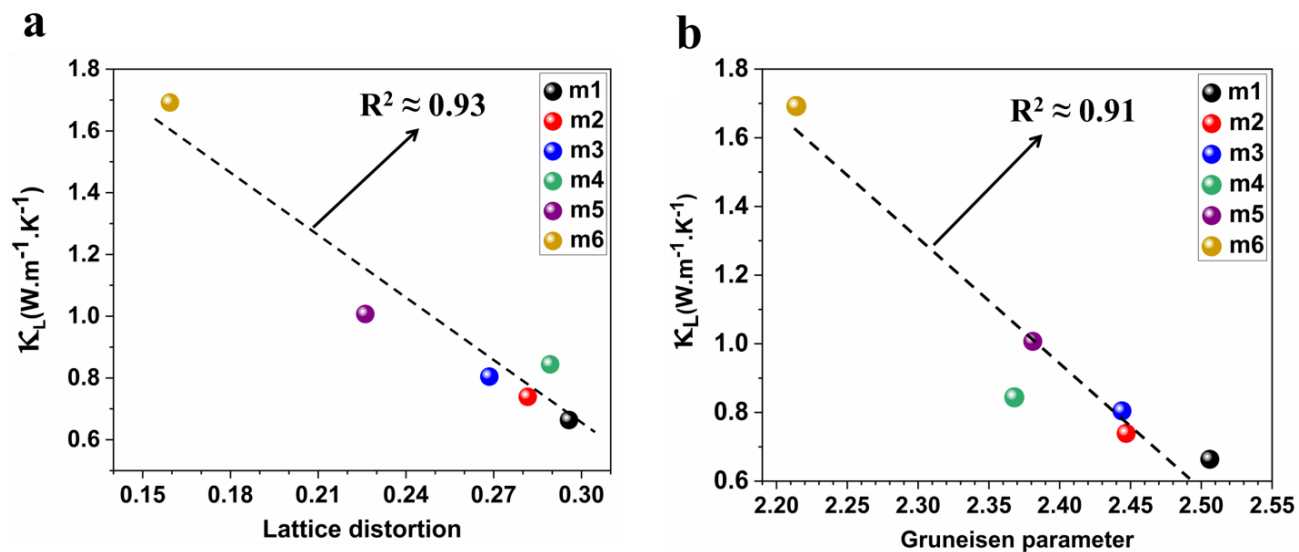 a
1.8
1.6
1.4
1.2
1.0
0.8
0.6
κL(W.m⁻¹.K⁻¹)
R² ≈ 0.93
m1
m2
m3
m4
m5
m6
0.15 0.18 0.21 0.24 0.27 0.30
Lattice distortion
b
1.8
1.6
1.4
1.2
1.0
0.8
0.6
κL(W.m⁻¹.K⁻¹)
R² ≈ 0.91
m1
m2
m3
m4
m5
m6
2.20 2.25 2.30 2.35 2.40 2.45 2.50 2.55
Gruneisen parameter